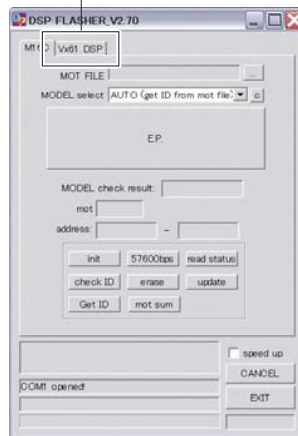 DSP FLASHER_V2.70
M16C Vx61 DSP
MOT FILE ...
MODEL select AUTO (get ID from mot file) c
E.P.
MODEL check result:
mot
address: -
init 57600bps read status
check ID erase update
Get ID mot sum
speed up
CANCEL
COM1 opened!
EXIT